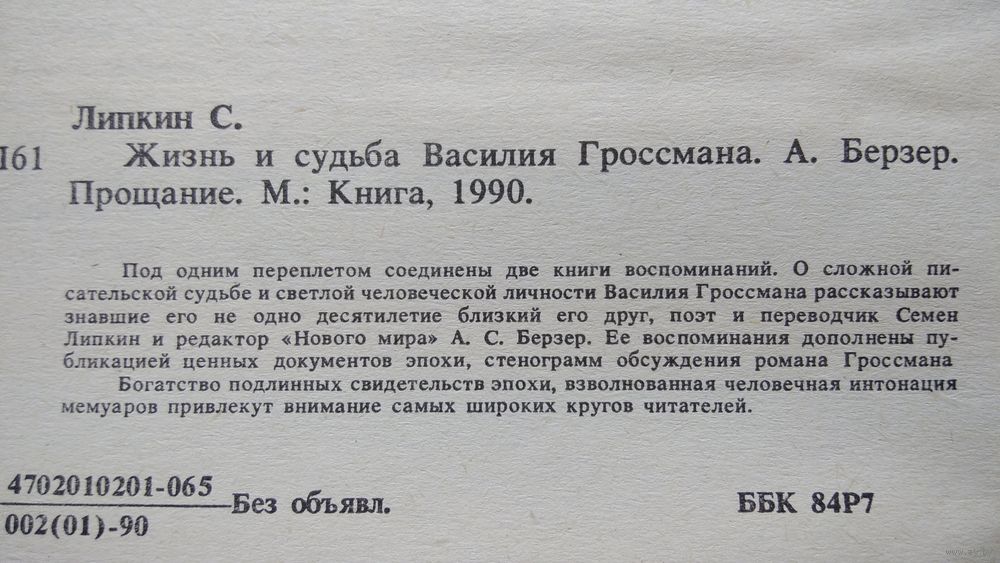 Липкин С.
Л61 Жизнь и судьба Василия Гроссмана. А. Берзер.
Прощание. М.: Книга, 1990.
Под одним переплетом соединены две книги воспоминаний. О сложной пи-
сательской судьбе и светлой человеческой личности Василия Гроссмана рассказывают
знавшие его не одно десятилетие близкий его друг, поэт и переводчик Семен
Липкин и редактор «Нового мира» А. С. Берзер. Ее воспоминания дополнены пу-
бликацией ценных документов эпохи, стенограмм обсуждения романа Гроссмана
Богатство подлинных свидетельств эпохи, взволнованная человечная интонация
мемуаров привлекут внимание самых широких кругов читателей.
4702010201-065
002(01)-90
Без объявл.
ББК 84Р7